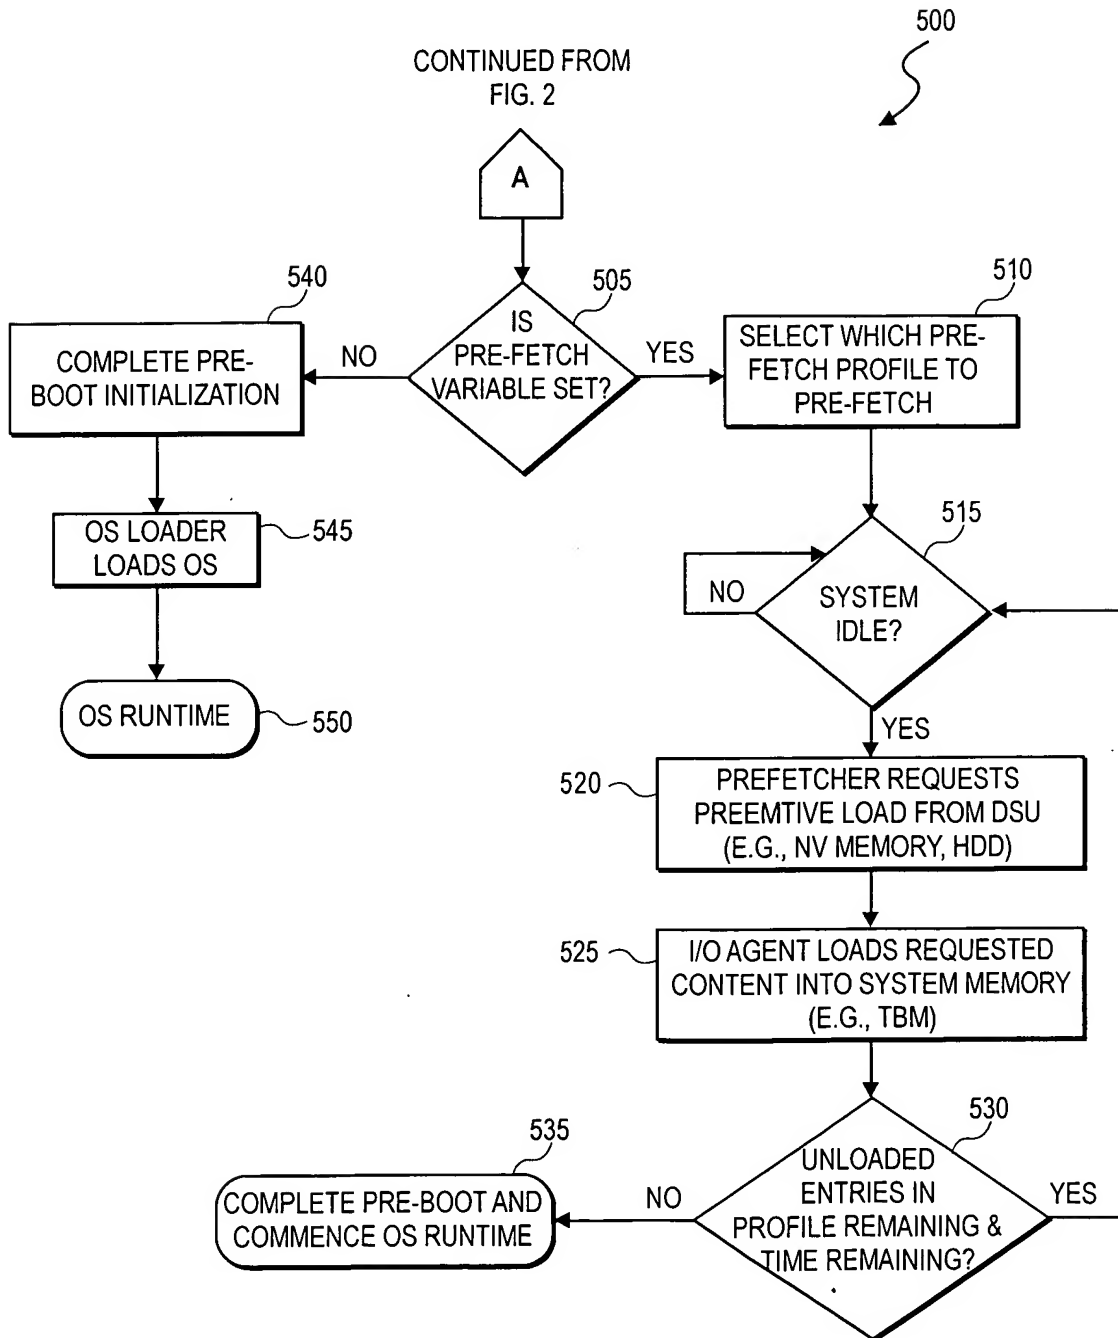 500
CONTINUED FROM
FIG. 2
A
540
COMPLETE PRE-
BOOT INITIALIZATION
NO
505
IS
PRE-FETCH
VARIABLE SET?
YES
510
SELECT WHICH PRE-
FETCH PROFILE TO
PRE-FETCH
545
OS LOADER
LOADS OS
515
SYSTEM
IDLE?
NO
YES
OS RUNTIME
550
520
PREFETCHER REQUESTS
PREEMTIVE LOAD FROM DSU
(E.G., NV MEMORY, HDD)
525
I/O AGENT LOADS REQUESTED
CONTENT INTO SYSTEM MEMORY
(E.G., TBM)
530
UNLOADED
ENTRIES IN
PROFILE REMAINING &
TIME REMAINING?
YES
NO
535
COMPLETE PRE-BOOT AND
COMMENCE OS RUNTIME